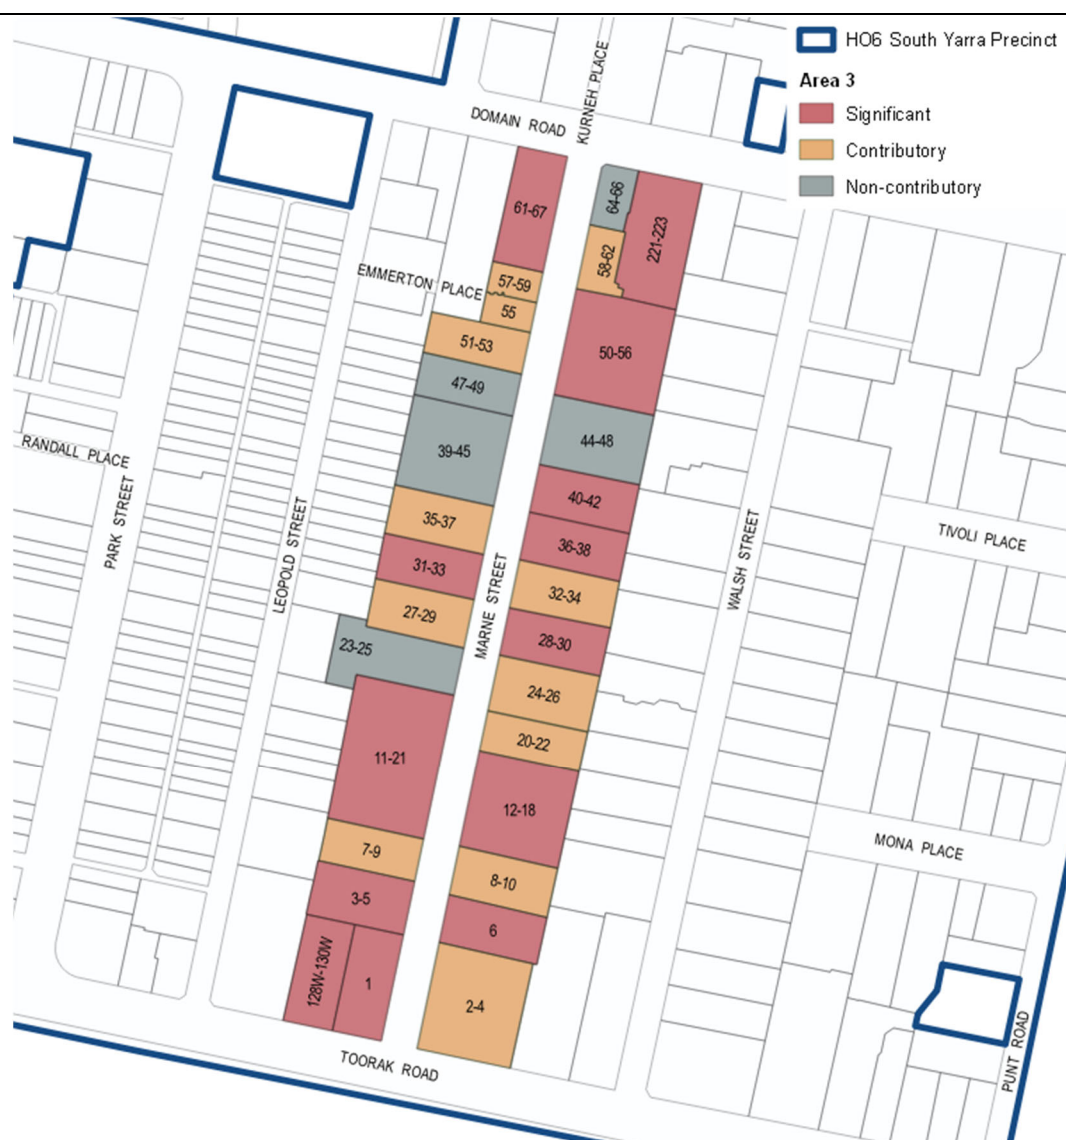 HO6 South Yarra Precinct
Area 3
Significant
Contributory
Non-contributory
KURNEH PLACE
DOMAIN ROAD
61-67
64-66
221-223
58-62
EMMERTON PLACE
57-59
55
51-53
50-56
47-49
44-48
39-45
RANDALL PLACE
40-42
35-37
PARK STREET
LEOPOLD STREET
36-38
TIVOLI PLACE
31-33
WALSH STREET
32-34
MARNE STREET
27-29
28-30
23-25
24-26
20-22
11-21
12-18
MONA PLACE
7-9
8-10
3-5
6
128W-130W
1
2-4
PUNT ROAD
TOORAK ROAD